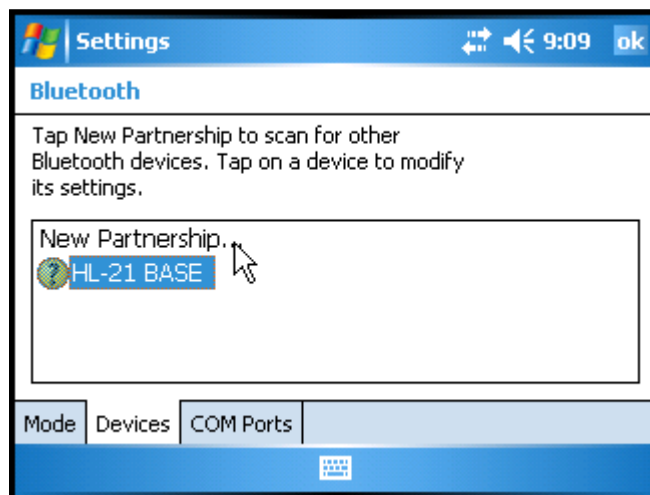 Settings 9:09 ok
Bluetooth
Tap New Partnership to scan for other
Bluetooth devices. Tap on a device to modify
its settings.
New Partnership...
HL-21 BASE
Mode Devices COM Ports